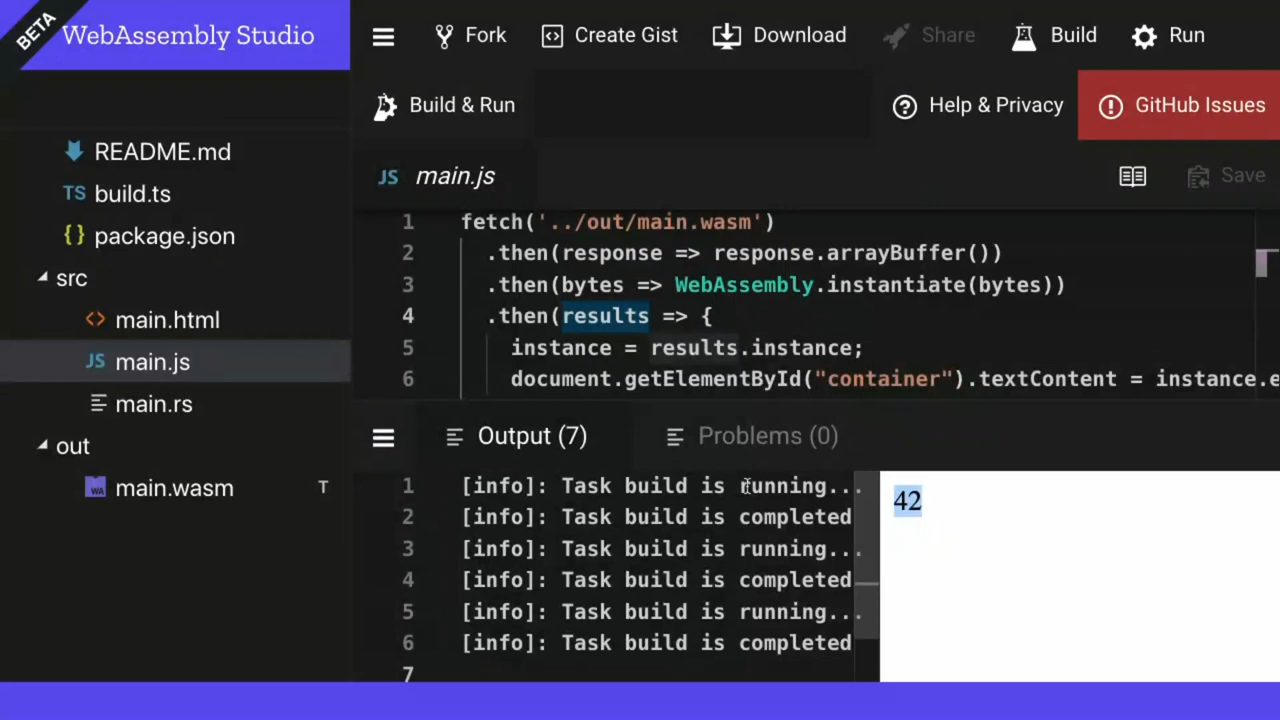 BETA
WebAssembly Studio
Fork Create Gist Download Share Build Run
Build & Run Help & Privacy GitHub Issues
README.md
TS build.ts
{} package.json
src
<> main.html
JS main.js
main.rs
out
WA main.wasm T
JS main.js Save
1 fetch('../out/main.wasm')
2 .then(response => response.arrayBuffer())
3 .then(bytes => WebAssembly.instantiate(bytes))
4 .then(results => {
5 instance = results.instance;
6 document.getElementById("container").textContent = instance.e
Output (7) Problems (0)
1 [info]: Task build is running...
2 [info]: Task build is completed
3 [info]: Task build is running...
4 [info]: Task build is completed
5 [info]: Task build is running...
6 [info]: Task build is completed
7
42